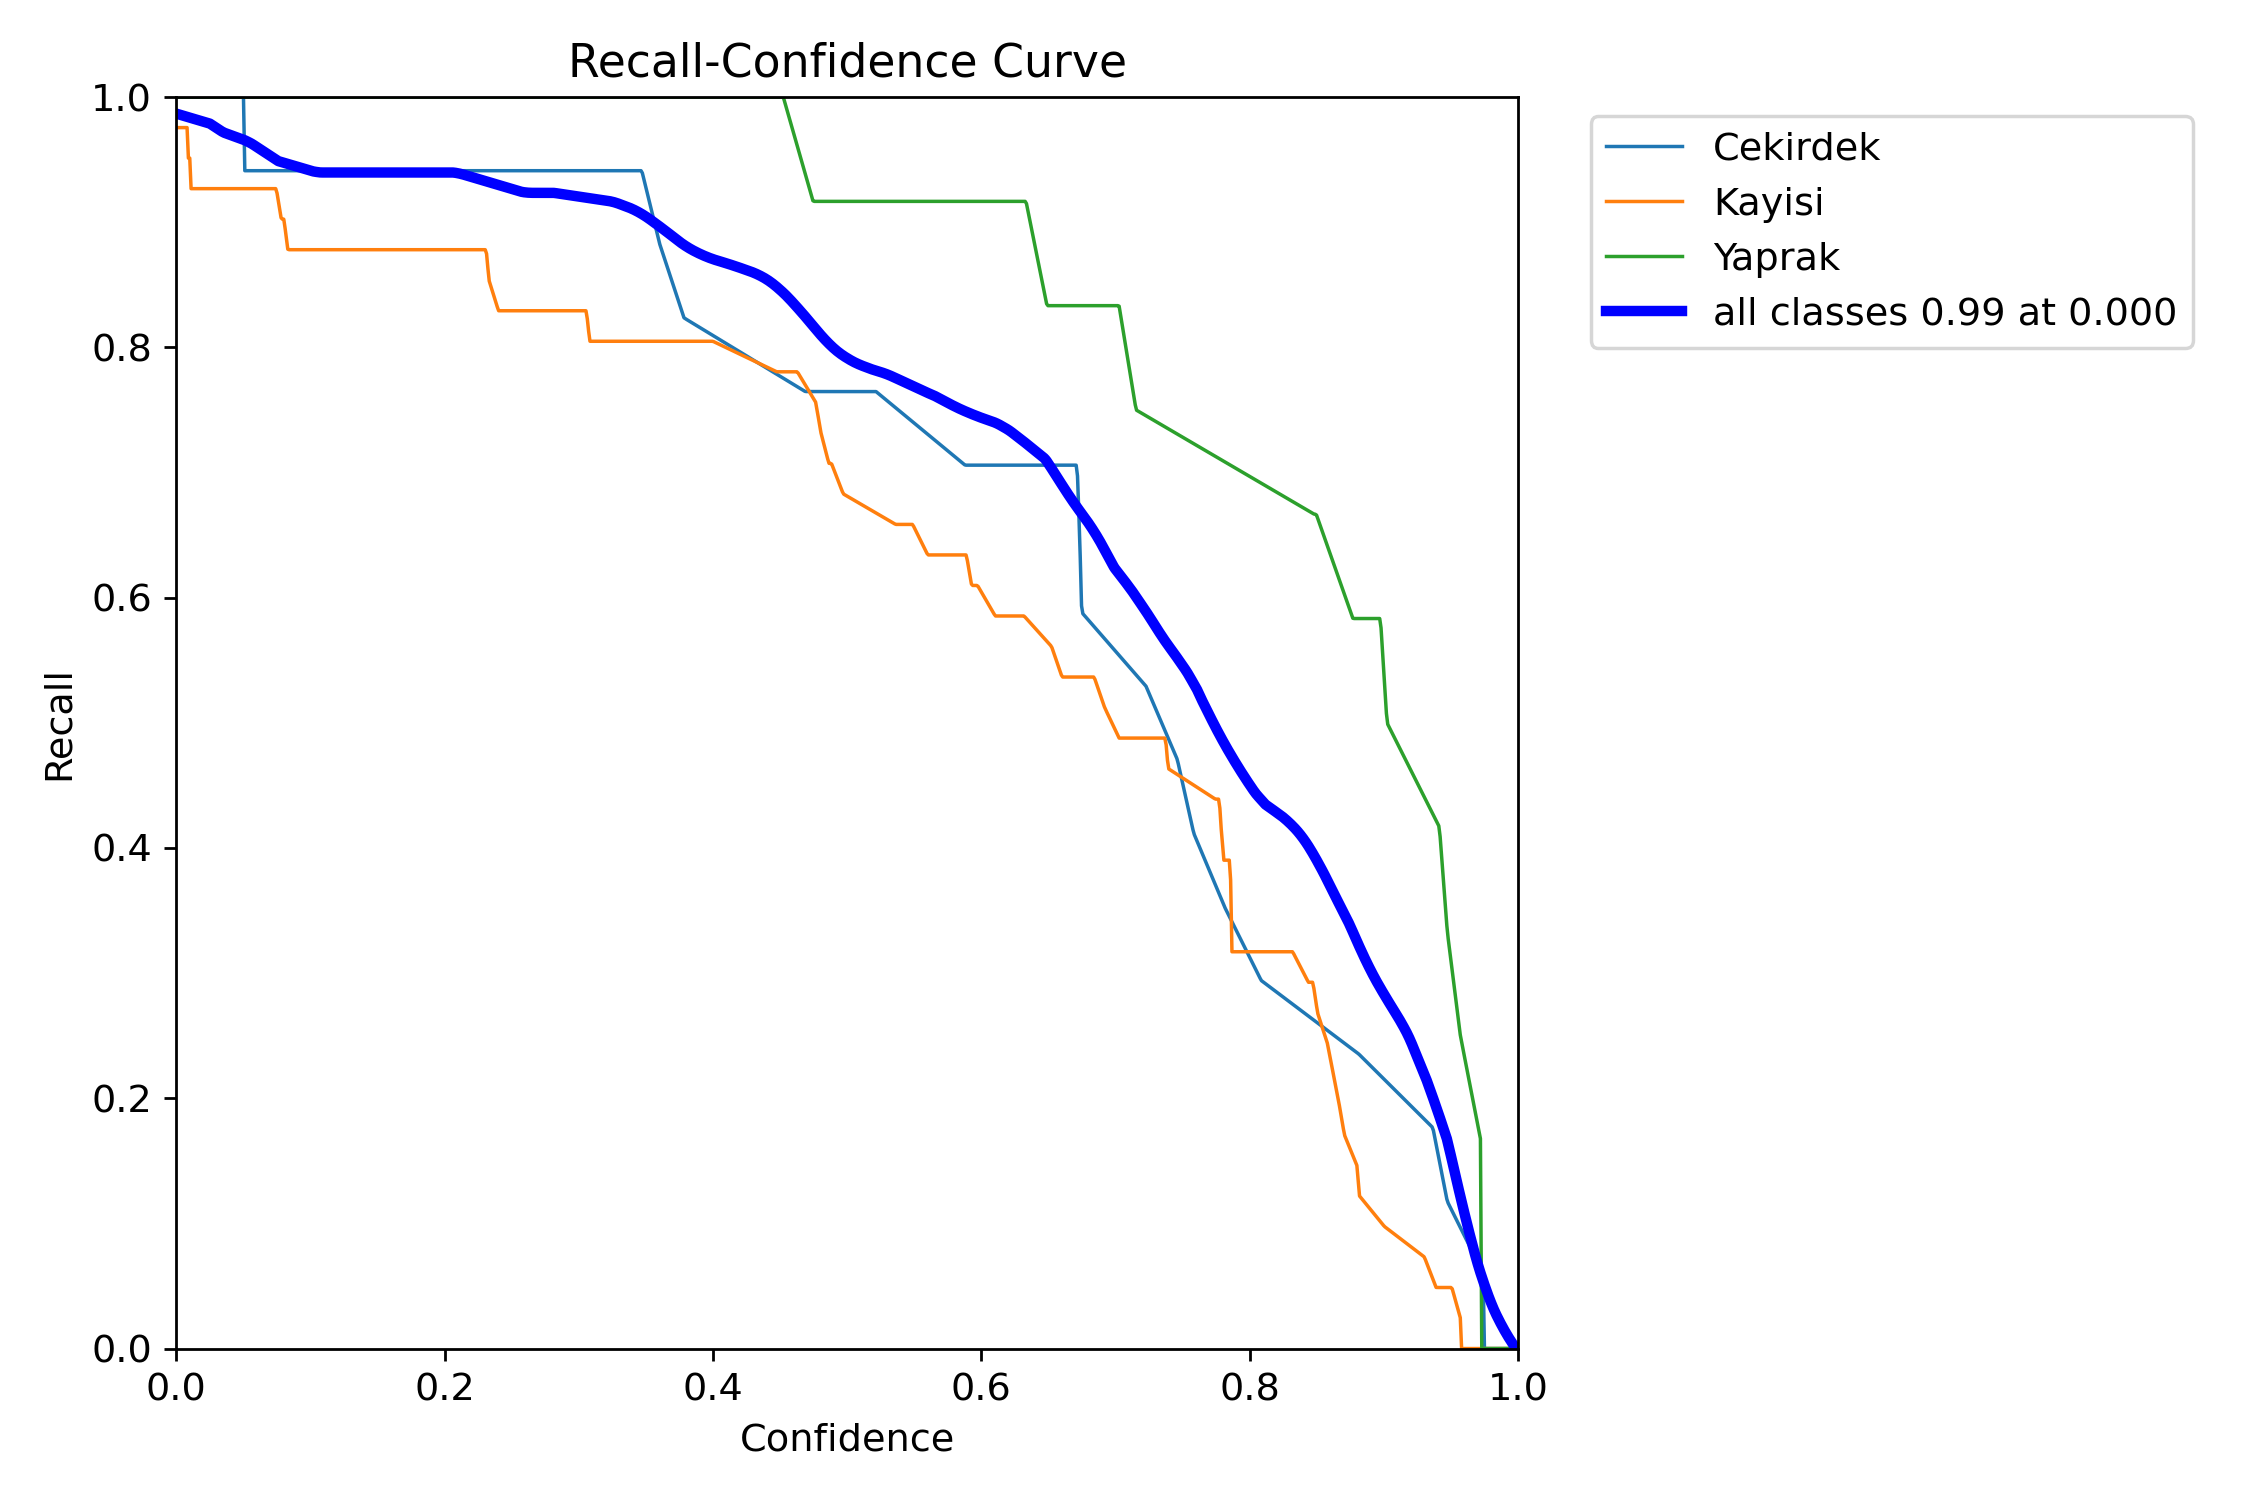 Recall-Confidence Curve
1.0
0.8
0.6
0.4
0.2
0.0
Recall
0.0 0.2 0.4 0.6 0.8 1.0
Confidence
Cekirdek
Kayisi
Yaprak
all classes 0.99 at 0.000